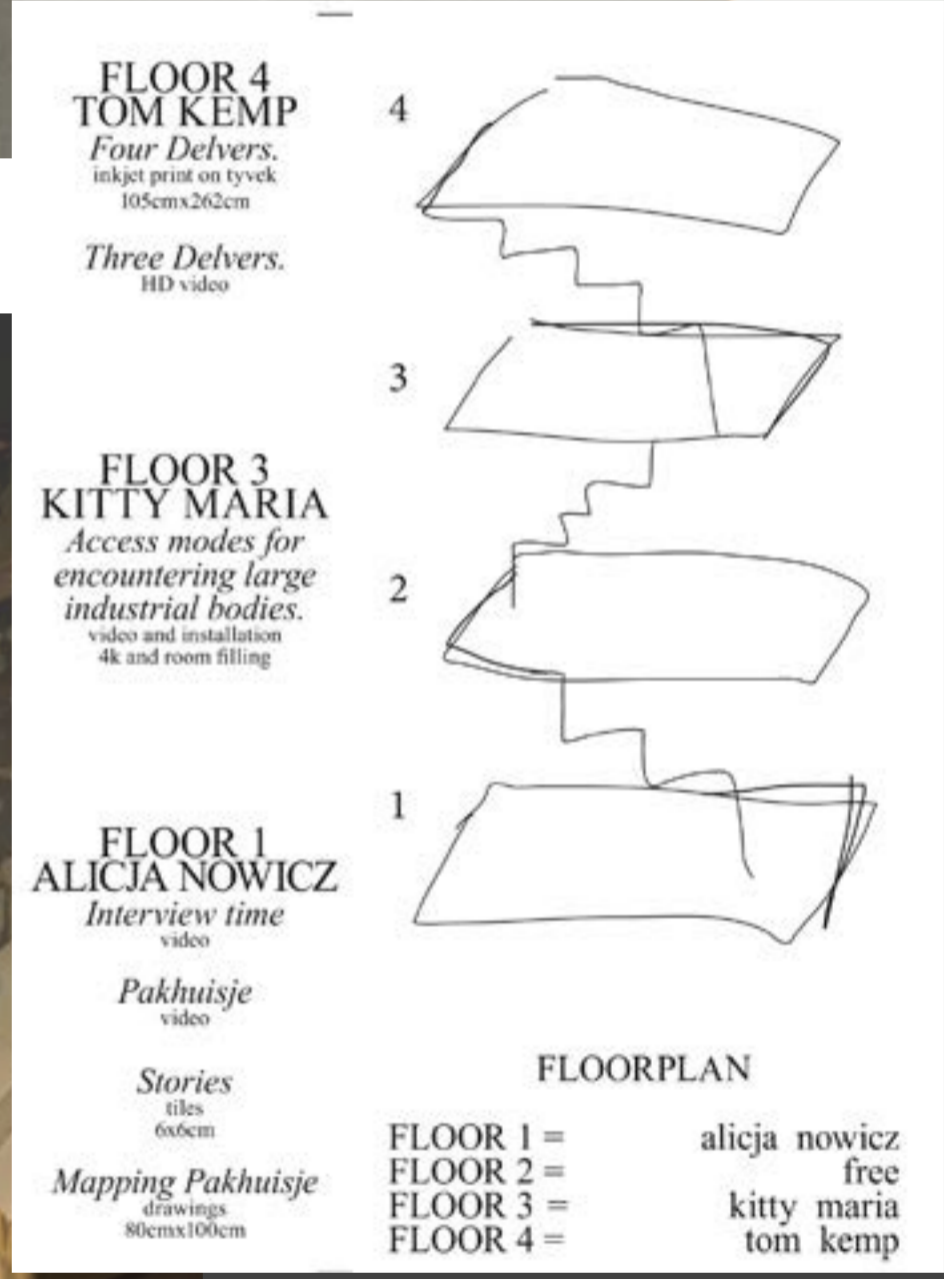 FLOOR 4
TOM KEMP
Four Delvers.
inkjet print on tyvek
105cmx262cm
Three Delvers.
HD video
FLOOR 3
KITTY MARIA
Access modes for
encountering large
industrial bodies.
video and installation
4k and room filling
FLOOR 1
ALICJA NOWICZ
Interview time
video
Pakhuisje
video
Stories
tiles
6x6cm
Mapping Pakhuisje
drawings
80cmx100cm
4
3
2
1
FLOORPLAN
FLOOR 1 = alicja nowicz
FLOOR 2 = free
FLOOR 3 = kitty maria
FLOOR 4 = tom kemp